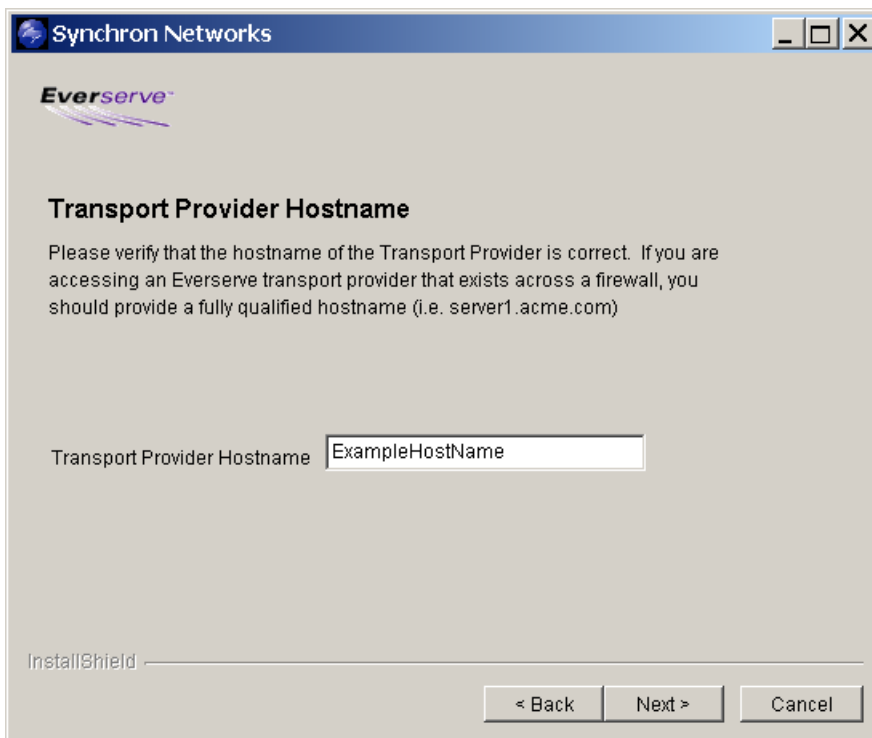 Synchron Networks
Everserve™
Transport Provider Hostname
Please verify that the hostname of the Transport Provider is correct.  If you are
accessing an Everserve transport provider that exists across a firewall, you
should provide a fully qualified hostname (i.e. server1.acme.com)
Transport Provider Hostname ExampleHostName
InstallShield
< Back Next > Cancel